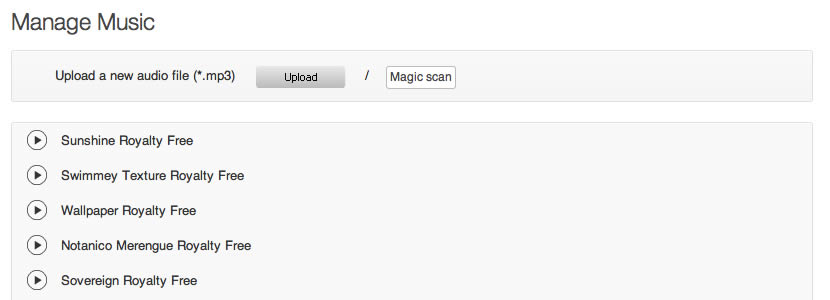 Manage Music
Upload a new audio file (*.mp3) Upload / Magic scan
Sunshine Royalty Free
Swimmey Texture Royalty Free
Wallpaper Royalty Free
Notanico Merengue Royalty Free
Sovereign Royalty Free